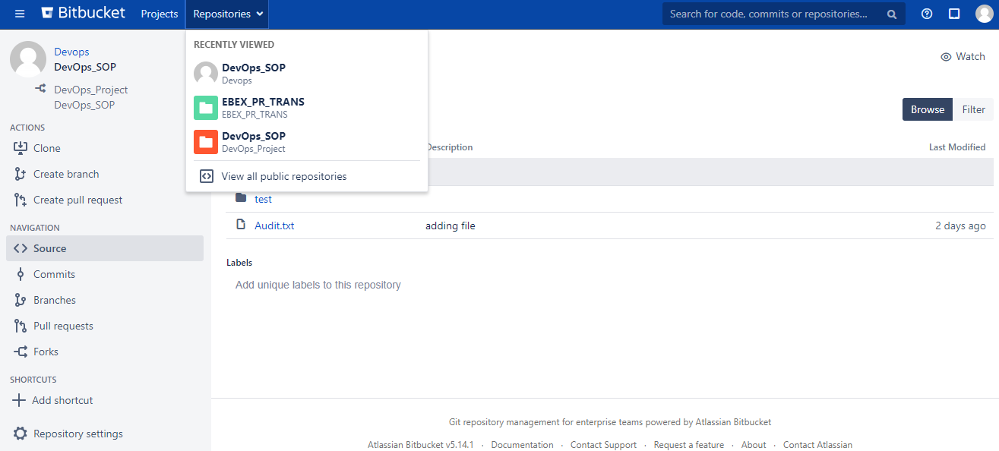 Bitbucket Projects Repositories Search for code, commits or repositories...
Devops
DevOps_SOP
DevOps_Project
DevOps_SOP
ACTIONS
Clone
Create branch
Create pull request
NAVIGATION
Source
Commits
Branches
Pull requests
Forks
SHORTCUTS
Add shortcut
Repository settings
RECENTLY VIEWED
DevOps_SOP
Devops
EBEX_PR_TRANS
EBEX_PR_TRANS
DevOps_SOP
DevOps_Project
View all public repositories
Watch
Browse Filter
Description Last Modified
test
Audit.txt adding file 2 days ago
Labels
Add unique labels to this repository
Git repository management for enterprise teams powered by Atlassian Bitbucket
Atlassian Bitbucket v5.14.1 · Documentation · Contact Support · Request a feature · About · Contact Atlassian